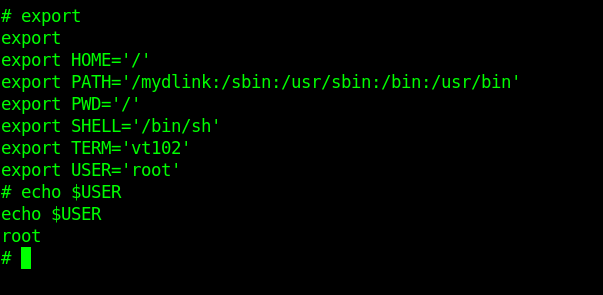 # export
export
export HOME='/'
export PATH='/mydlink:/sbin:/usr/sbin:/bin:/usr/bin'
export PWD='/'
export SHELL='/bin/sh'
export TERM='vt102'
export USER='root'
# echo $USER
echo $USER
root
#